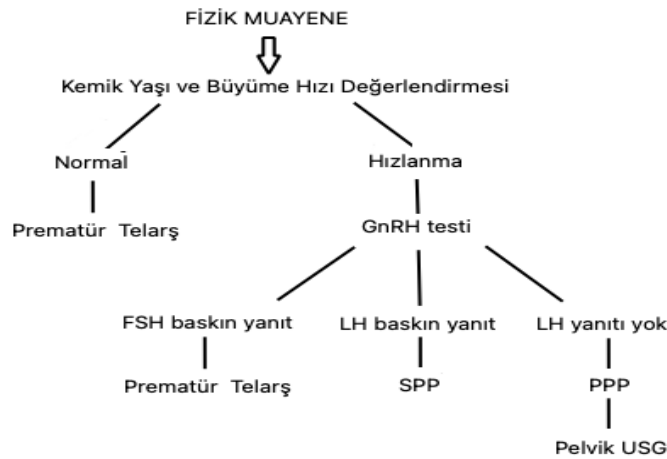 FİZİK MUAYENE
Kemik Yaşı ve Büyüme Hızı Değerlendirmesi
Normal
Hızlanma
Prematür Telarş
GnRH testi
FSH baskın yanıt
LH baskın yanıt
LH yanıtı yok
Prematür Telarş
SPP
PPP
Pelvik USG